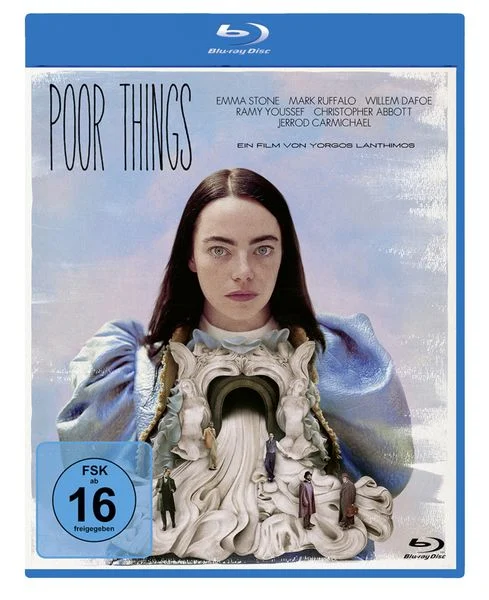 Blu-ray Disc
POOR THINGS
EMMA STONE MARK RUFFALO WILLEM DAFOE
RAMY YOUSSEF CHRISTOPHER ABBOTT
JERROD CARMICHAEL
EIN FILM VON YORGOS LANTHIMOS
FSK
ab
16
freigegeben
Blu-ray Disc